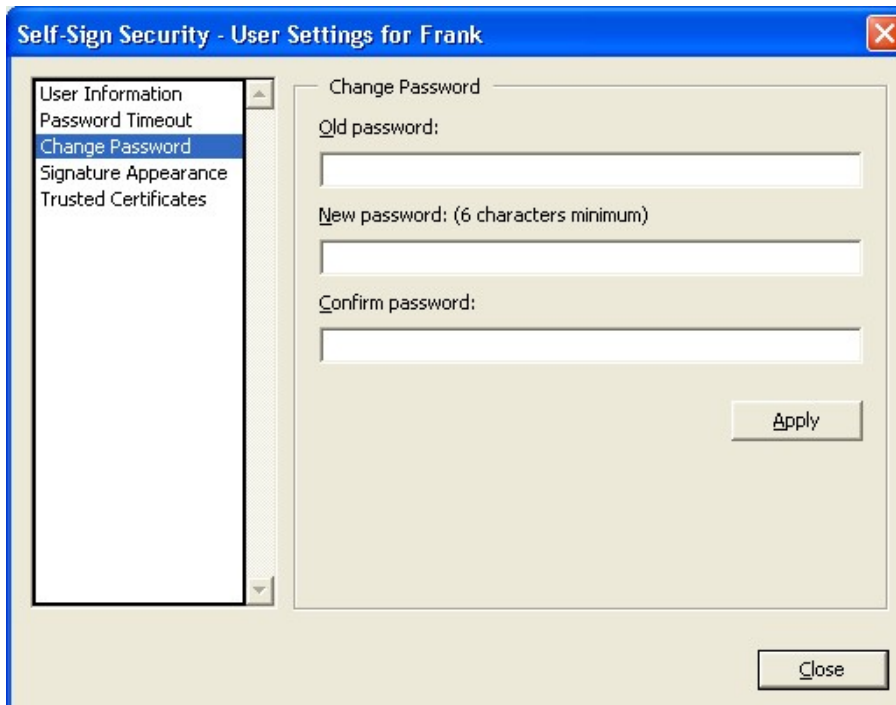 Self-Sign Security - User Settings for Frank
User Information
Password Timeout
Change Password
Signature Appearance
Trusted Certificates
Change Password
Old password:
New password: (6 characters minimum)
Confirm password:
Apply
Close